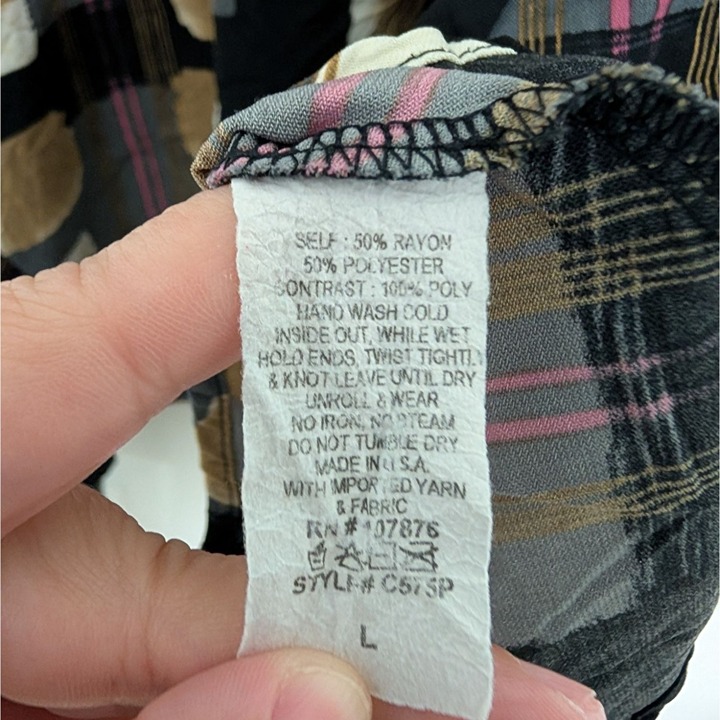 SELF : 50% RAYON
50% POLYESTER
CONTRAST : 100% POLY
HAND WASH COLD
INSIDE OUT, WHILE WET
HOLD ENDS, TWIST TIGHTLY
& KNOT LEAVE UNTIL DRY
UNROLL & WEAR
NO IRON, NO STEAM
DO NOT TUMBLE DRY
MADE IN U.S.A.
WITH IMPORTED YARN
& FABRIC
RN # 107876
STYLE# C575P
L